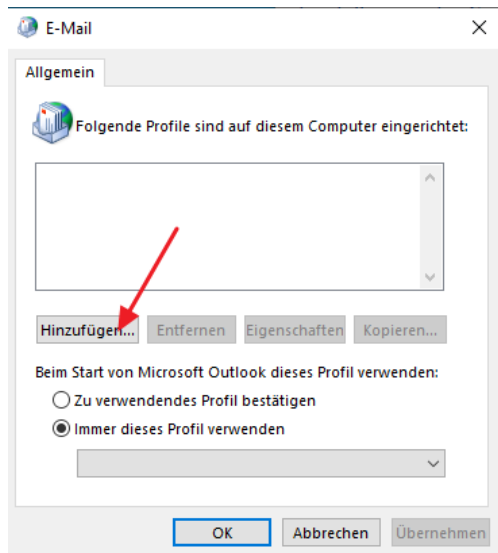 E-Mail
Allgemein
Folgende Profile sind auf diesem Computer eingerichtet:
Hinzufügen... Entfernen Eigenschaften Kopieren...
Beim Start von Microsoft Outlook dieses Profil verwenden:
Zu verwendendes Profil bestätigen
Immer dieses Profil verwenden
OK Abbrechen Übernehmen